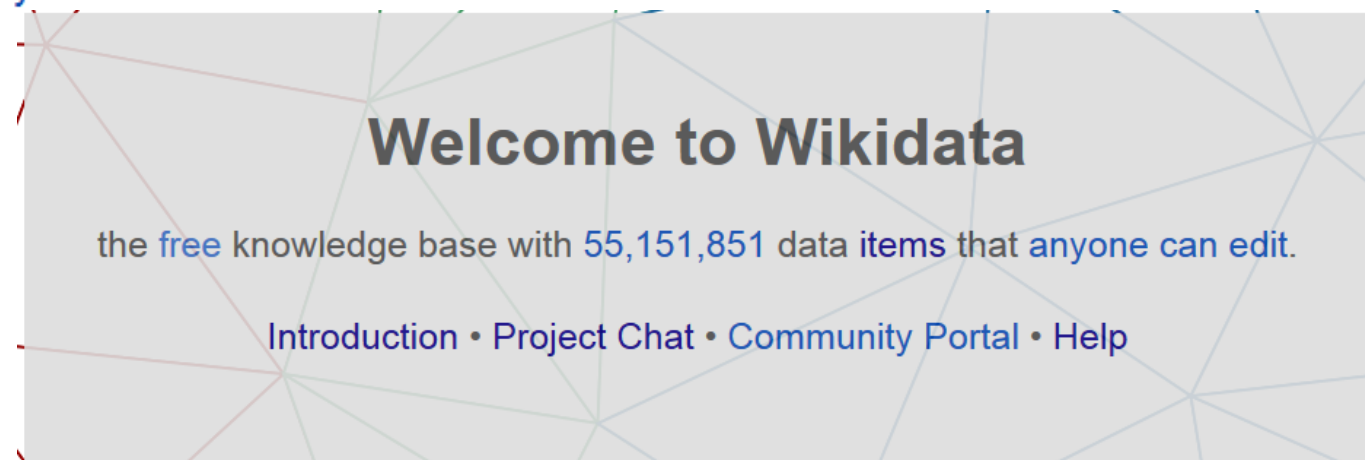 Welcome to Wikidata
the free knowledge base with 55,151,851 data items that anyone can edit.
Introduction • Project Chat • Community Portal • Help